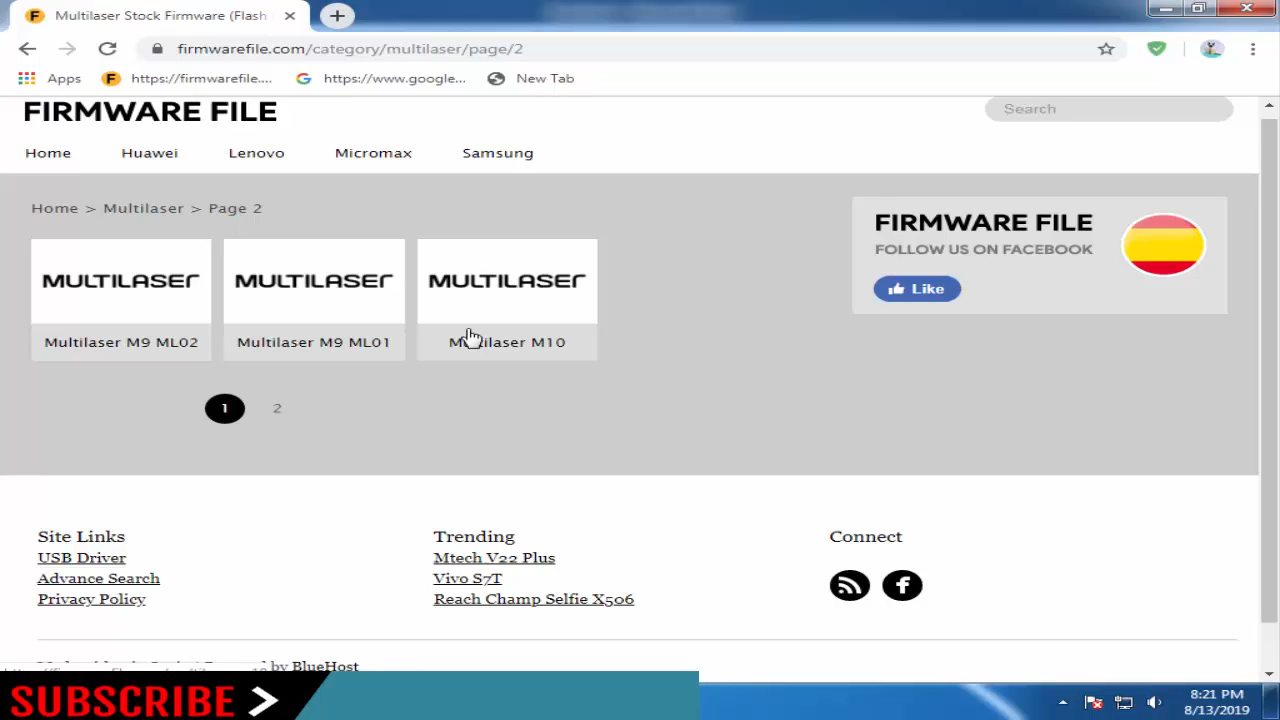 Multilaser Stock Firmware (Flash
firmwarefile.com/category/multilaser/page/2
Apps
https://firmwarefile....
https://www.google...
New Tab
FIRMWARE FILE
Search
Home
Huawei
Lenovo
Micromax
Samsung
Home > Multilaser > Page 2
FIRMWARE FILE
FOLLOW US ON FACEBOOK
Like
MULTILASER
MULTILASER
MULTILASER
Multilaser M9 ML02
Multilaser M9 ML01
Multilaser M10
1
2
Site Links
USB Driver
Advance Search
Privacy Policy
Trending
Mtech V22 Plus
Vivo S7T
Reach Champ Selfie X506
Connect
by BlueHost
SUBSCRIBE
8:21 PM
8/13/2019